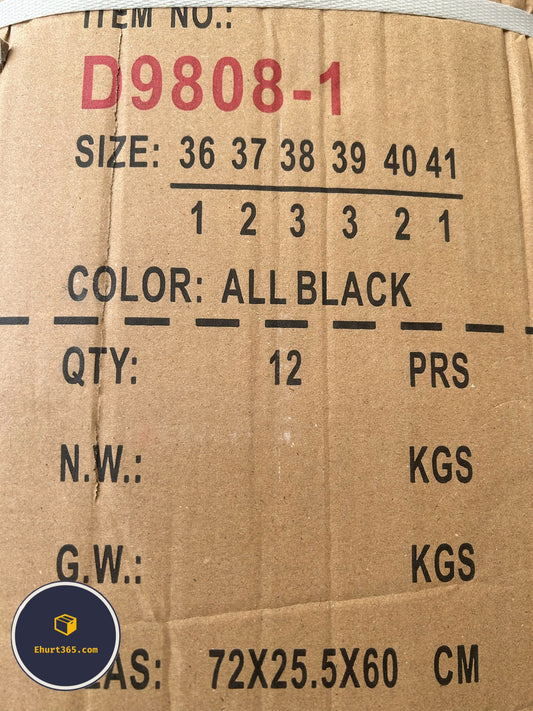 ITEM NO.:
D9808-1
SIZE: 36 37 38 39 40 41
1 2 3 3 2 1
COLOR: ALL BLACK
QTY: 12 PRS
N.W.: KGS
G.W.: KGS
72X25.5X60 CM
Ehurt365.com